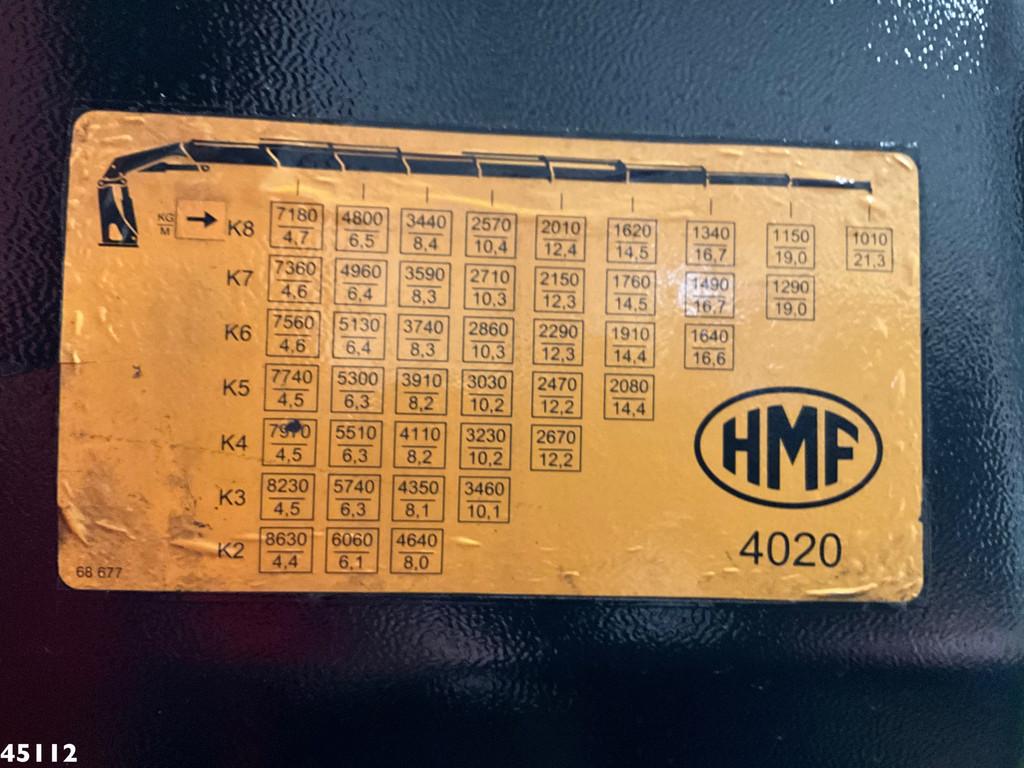 KG
M
K8 7180 4800 3440 2570 2010 1620 1340 1150 1010
4,7 6,5 8,4 10,4 12,4 14,5 16,7 19,0 21,3
K7 7360 4960 3590 2710 2150 1760 1490 1290
4,6 6,4 8,3 10,3 12,3 14,5 16,7 19,0
K6 7560 5130 3740 2860 2290 1910 1640
4,6 6,4 8,3 10,3 12,3 14,4 16,6
K5 7740 5300 3910 3030 2470 2080
4,5 6,3 8,2 10,2 12,2 14,4
K4 7970 5510 4110 3230 2670
4,5 6,3 8,2 10,2 12,2
K3 8230 5740 4350 3460
4,5 6,3 8,1 10,1
K2 8630 6060 4640
4,4 6,1 8,0
HMF
4020
68 677
45112